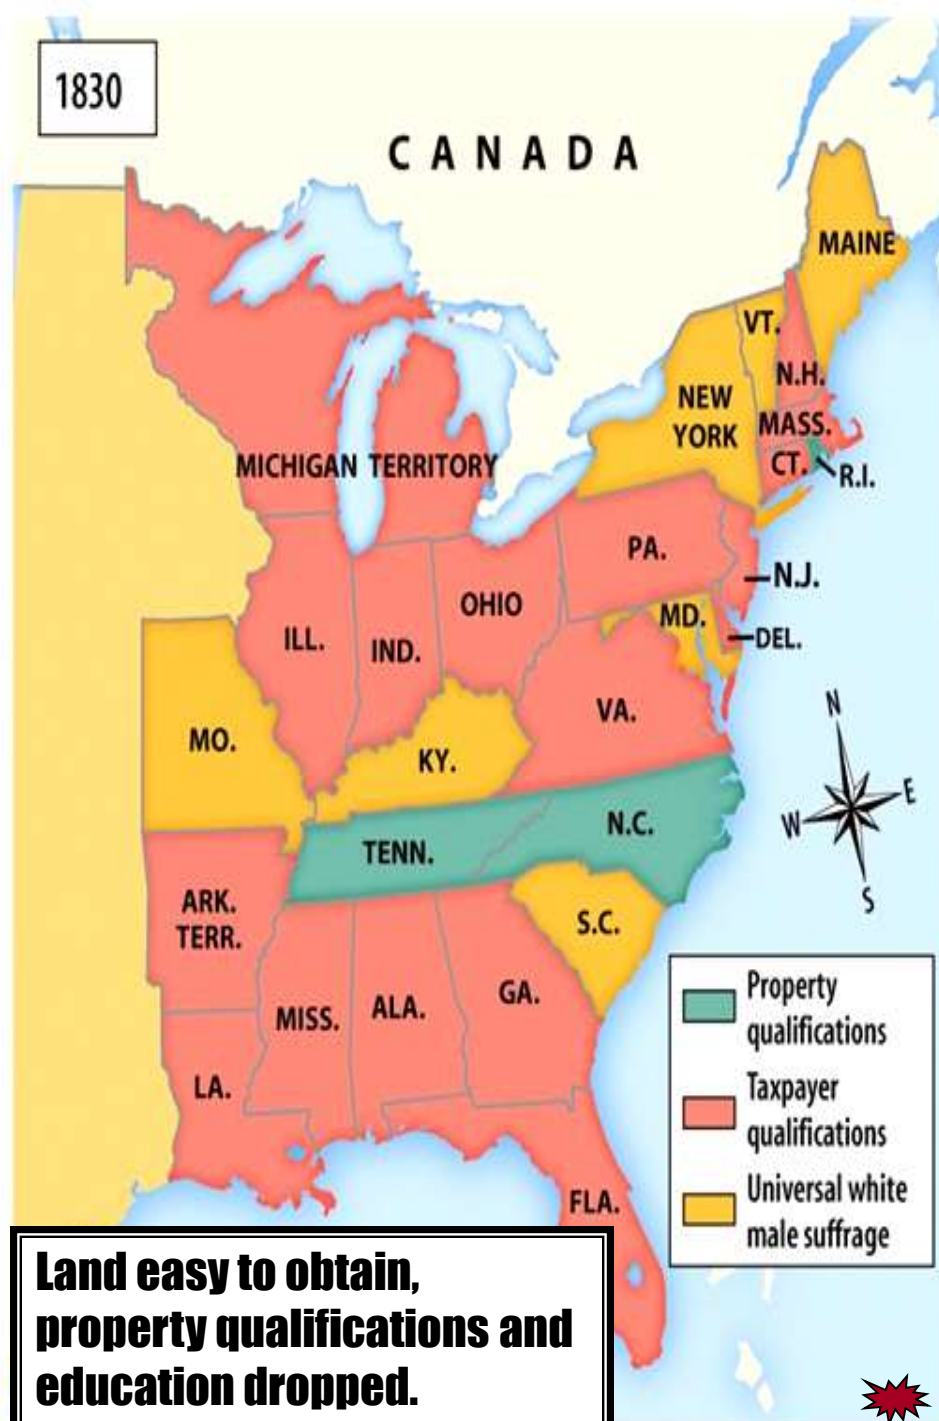 1830
CANADA
MAINE
VT.
N.H.
NEW
YORK
MASS.
CT.
R.I.
MICHIGAN TERRITORY
PA.
N.J.
OHIO
MD.
DEL.
ILL.
IND.
VA.
MO.
KY.
N
E
W
S
N.C.
TENN.
ARK.
TERR.
S.C.
MISS.
ALA.
GA.
LA.
FLA.
Property
qualifications
Taxpayer
qualifications
Universal white
male suffrage
Land easy to obtain,
property qualifications and
education dropped.